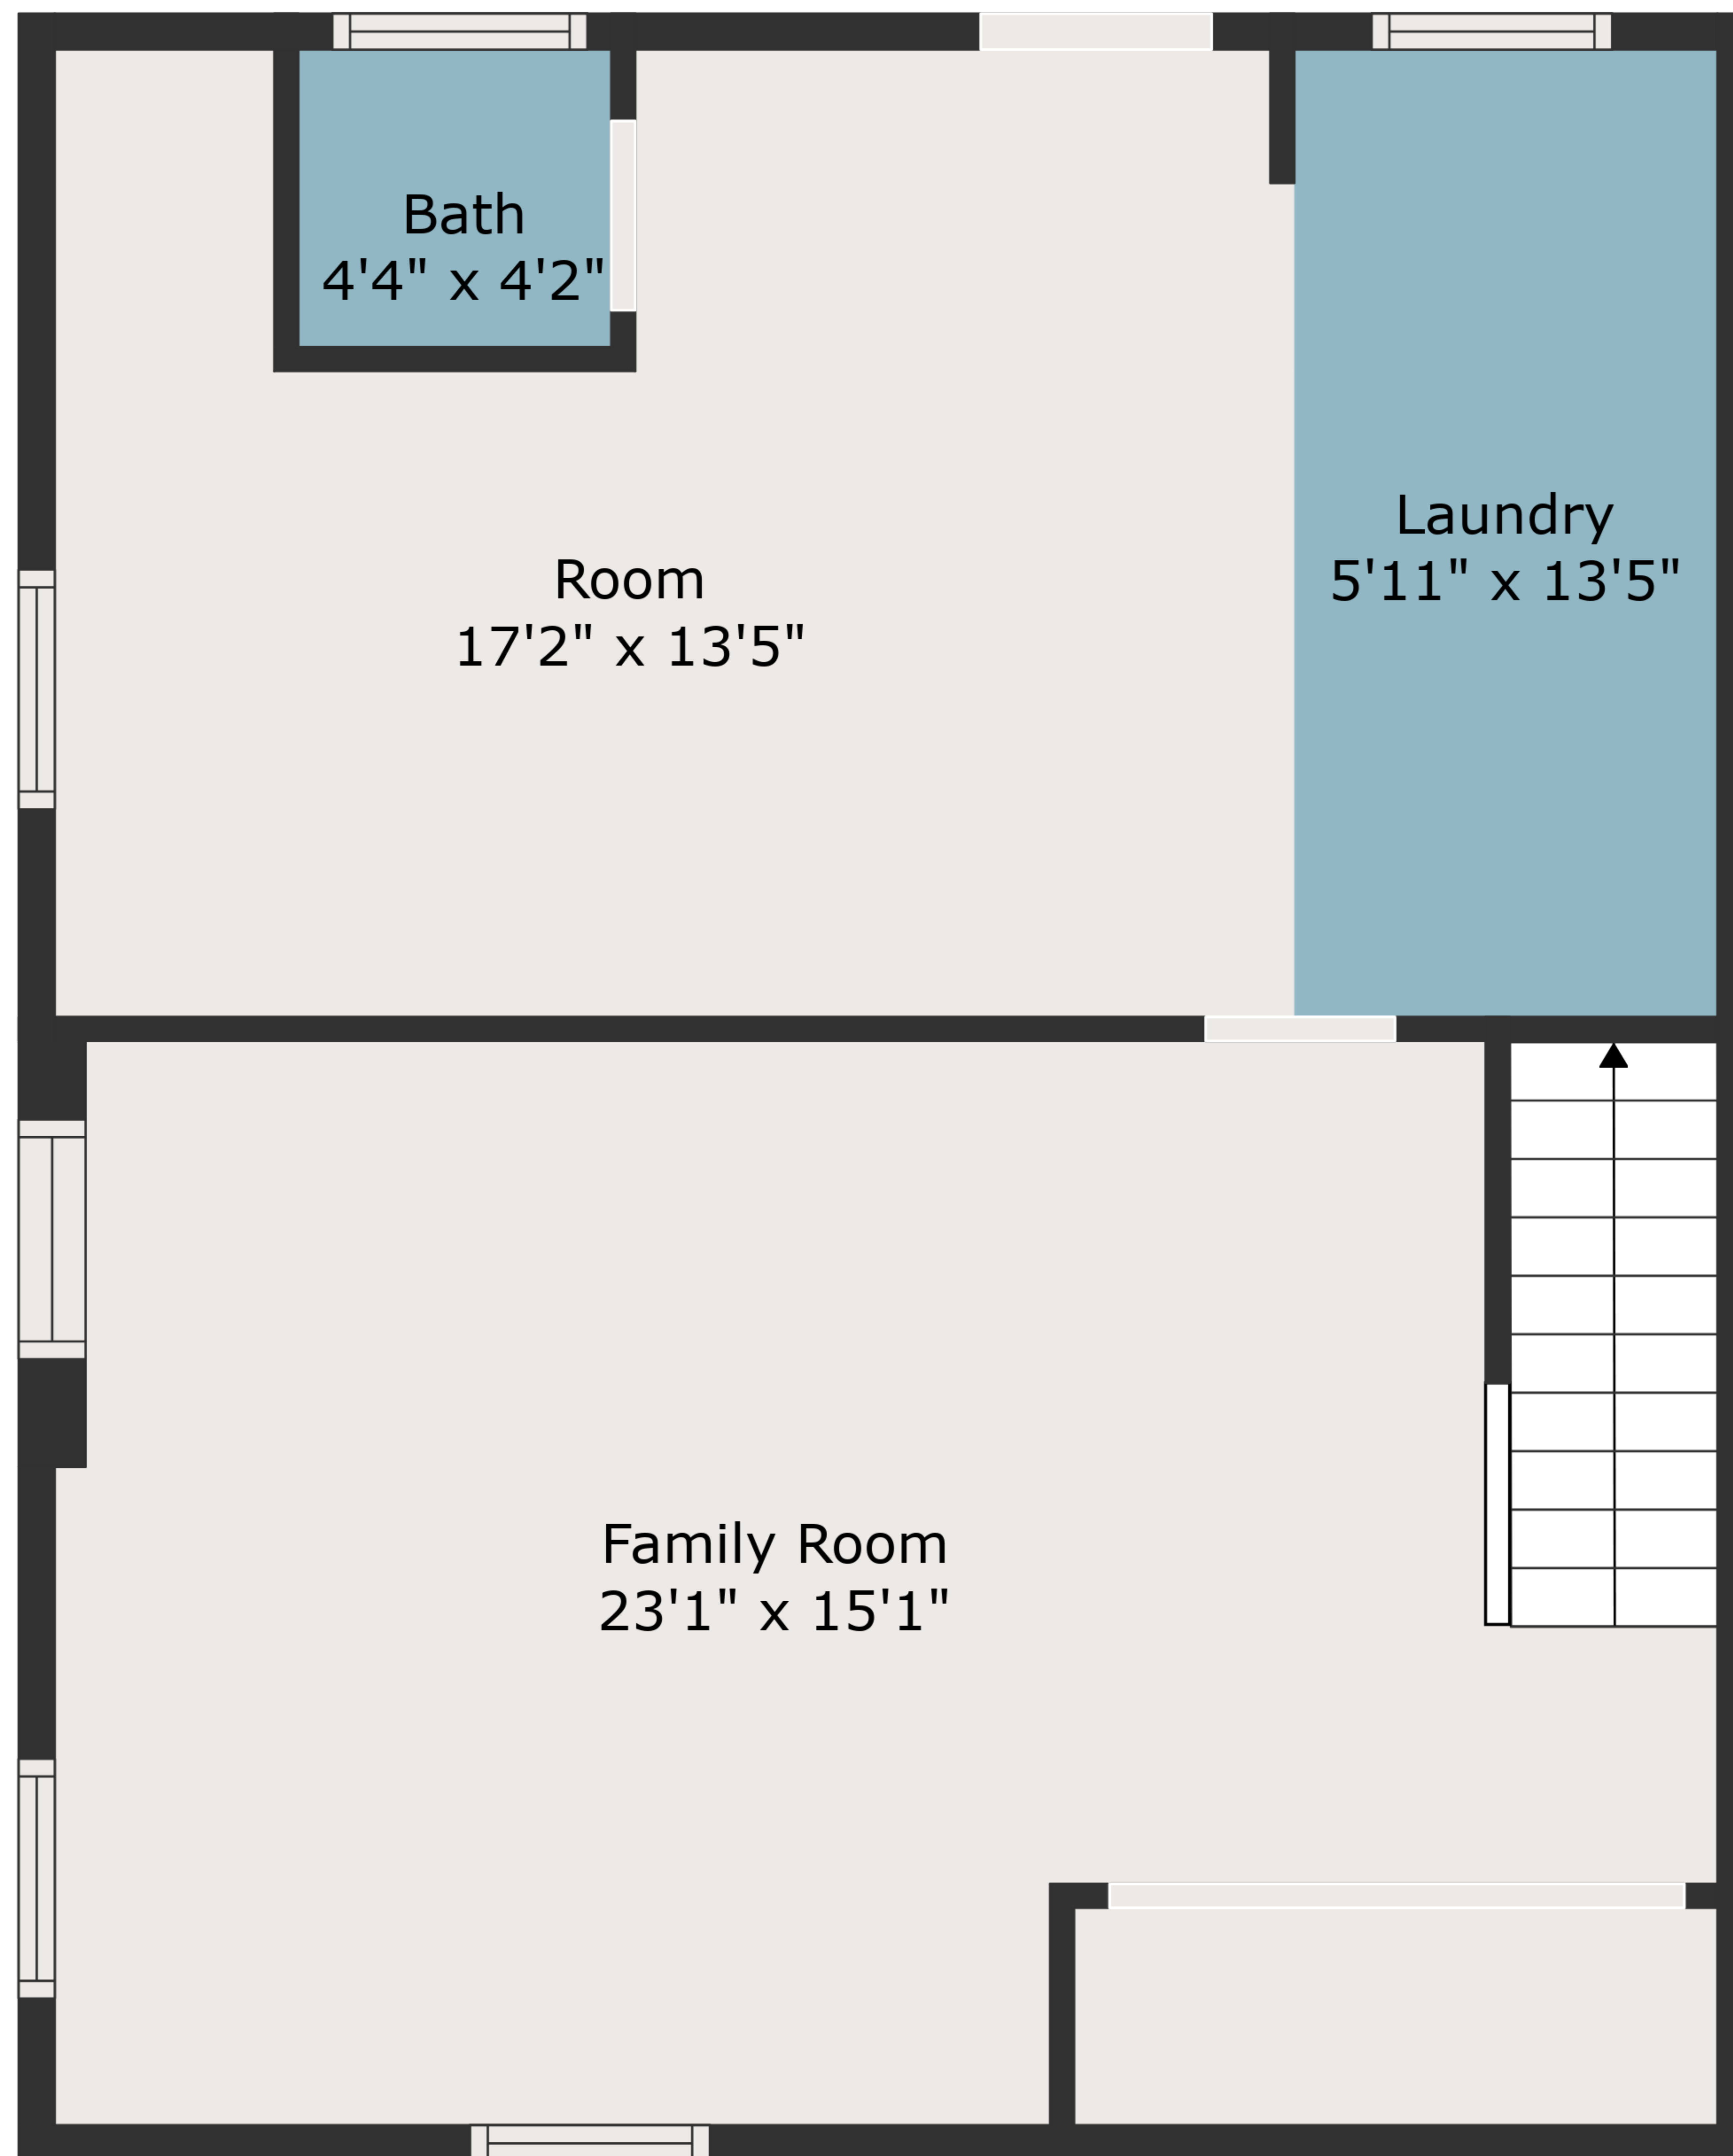 Bath
4'4" x 4'2"
Laundry
5'11" x 13'5"
Room
17'2" x 13'5"
Family Room
23'1" x 15'1"